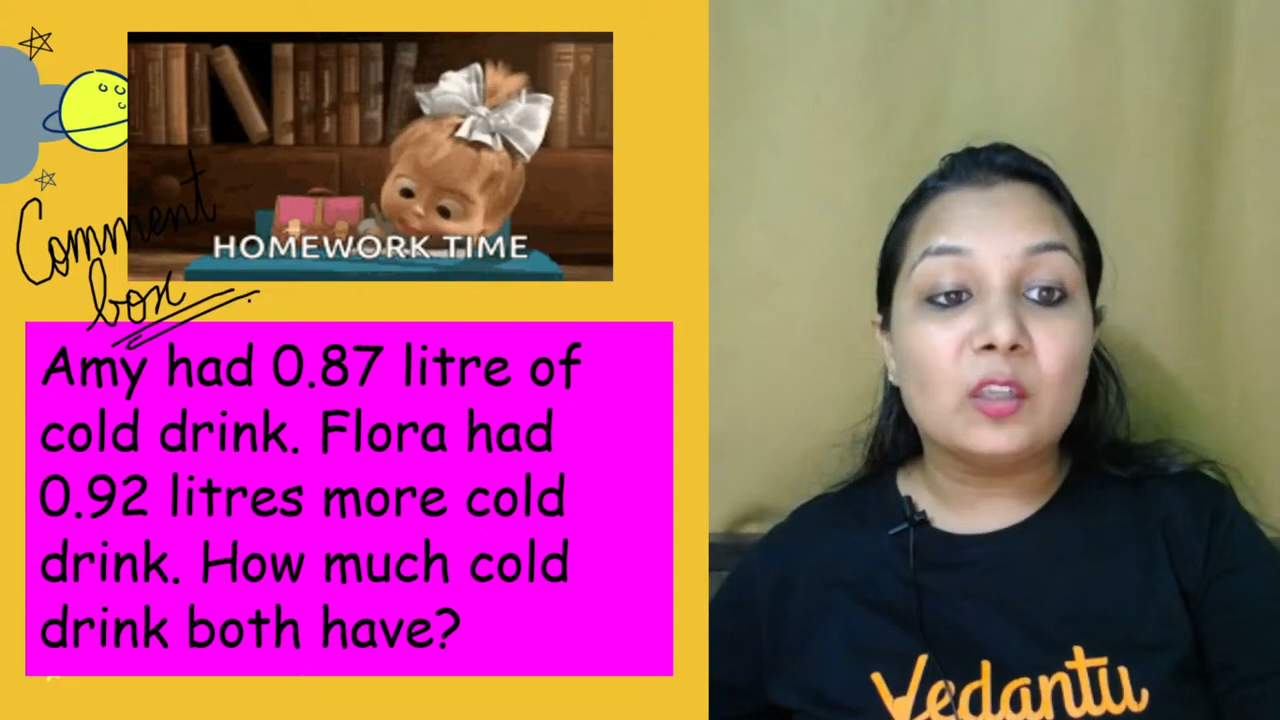 HOMEWORK TIME
Comment
box
Amy had 0.87 litre of
cold drink. Flora had
0.92 litres more cold
drink. How much cold
drink both have?
Vedantu